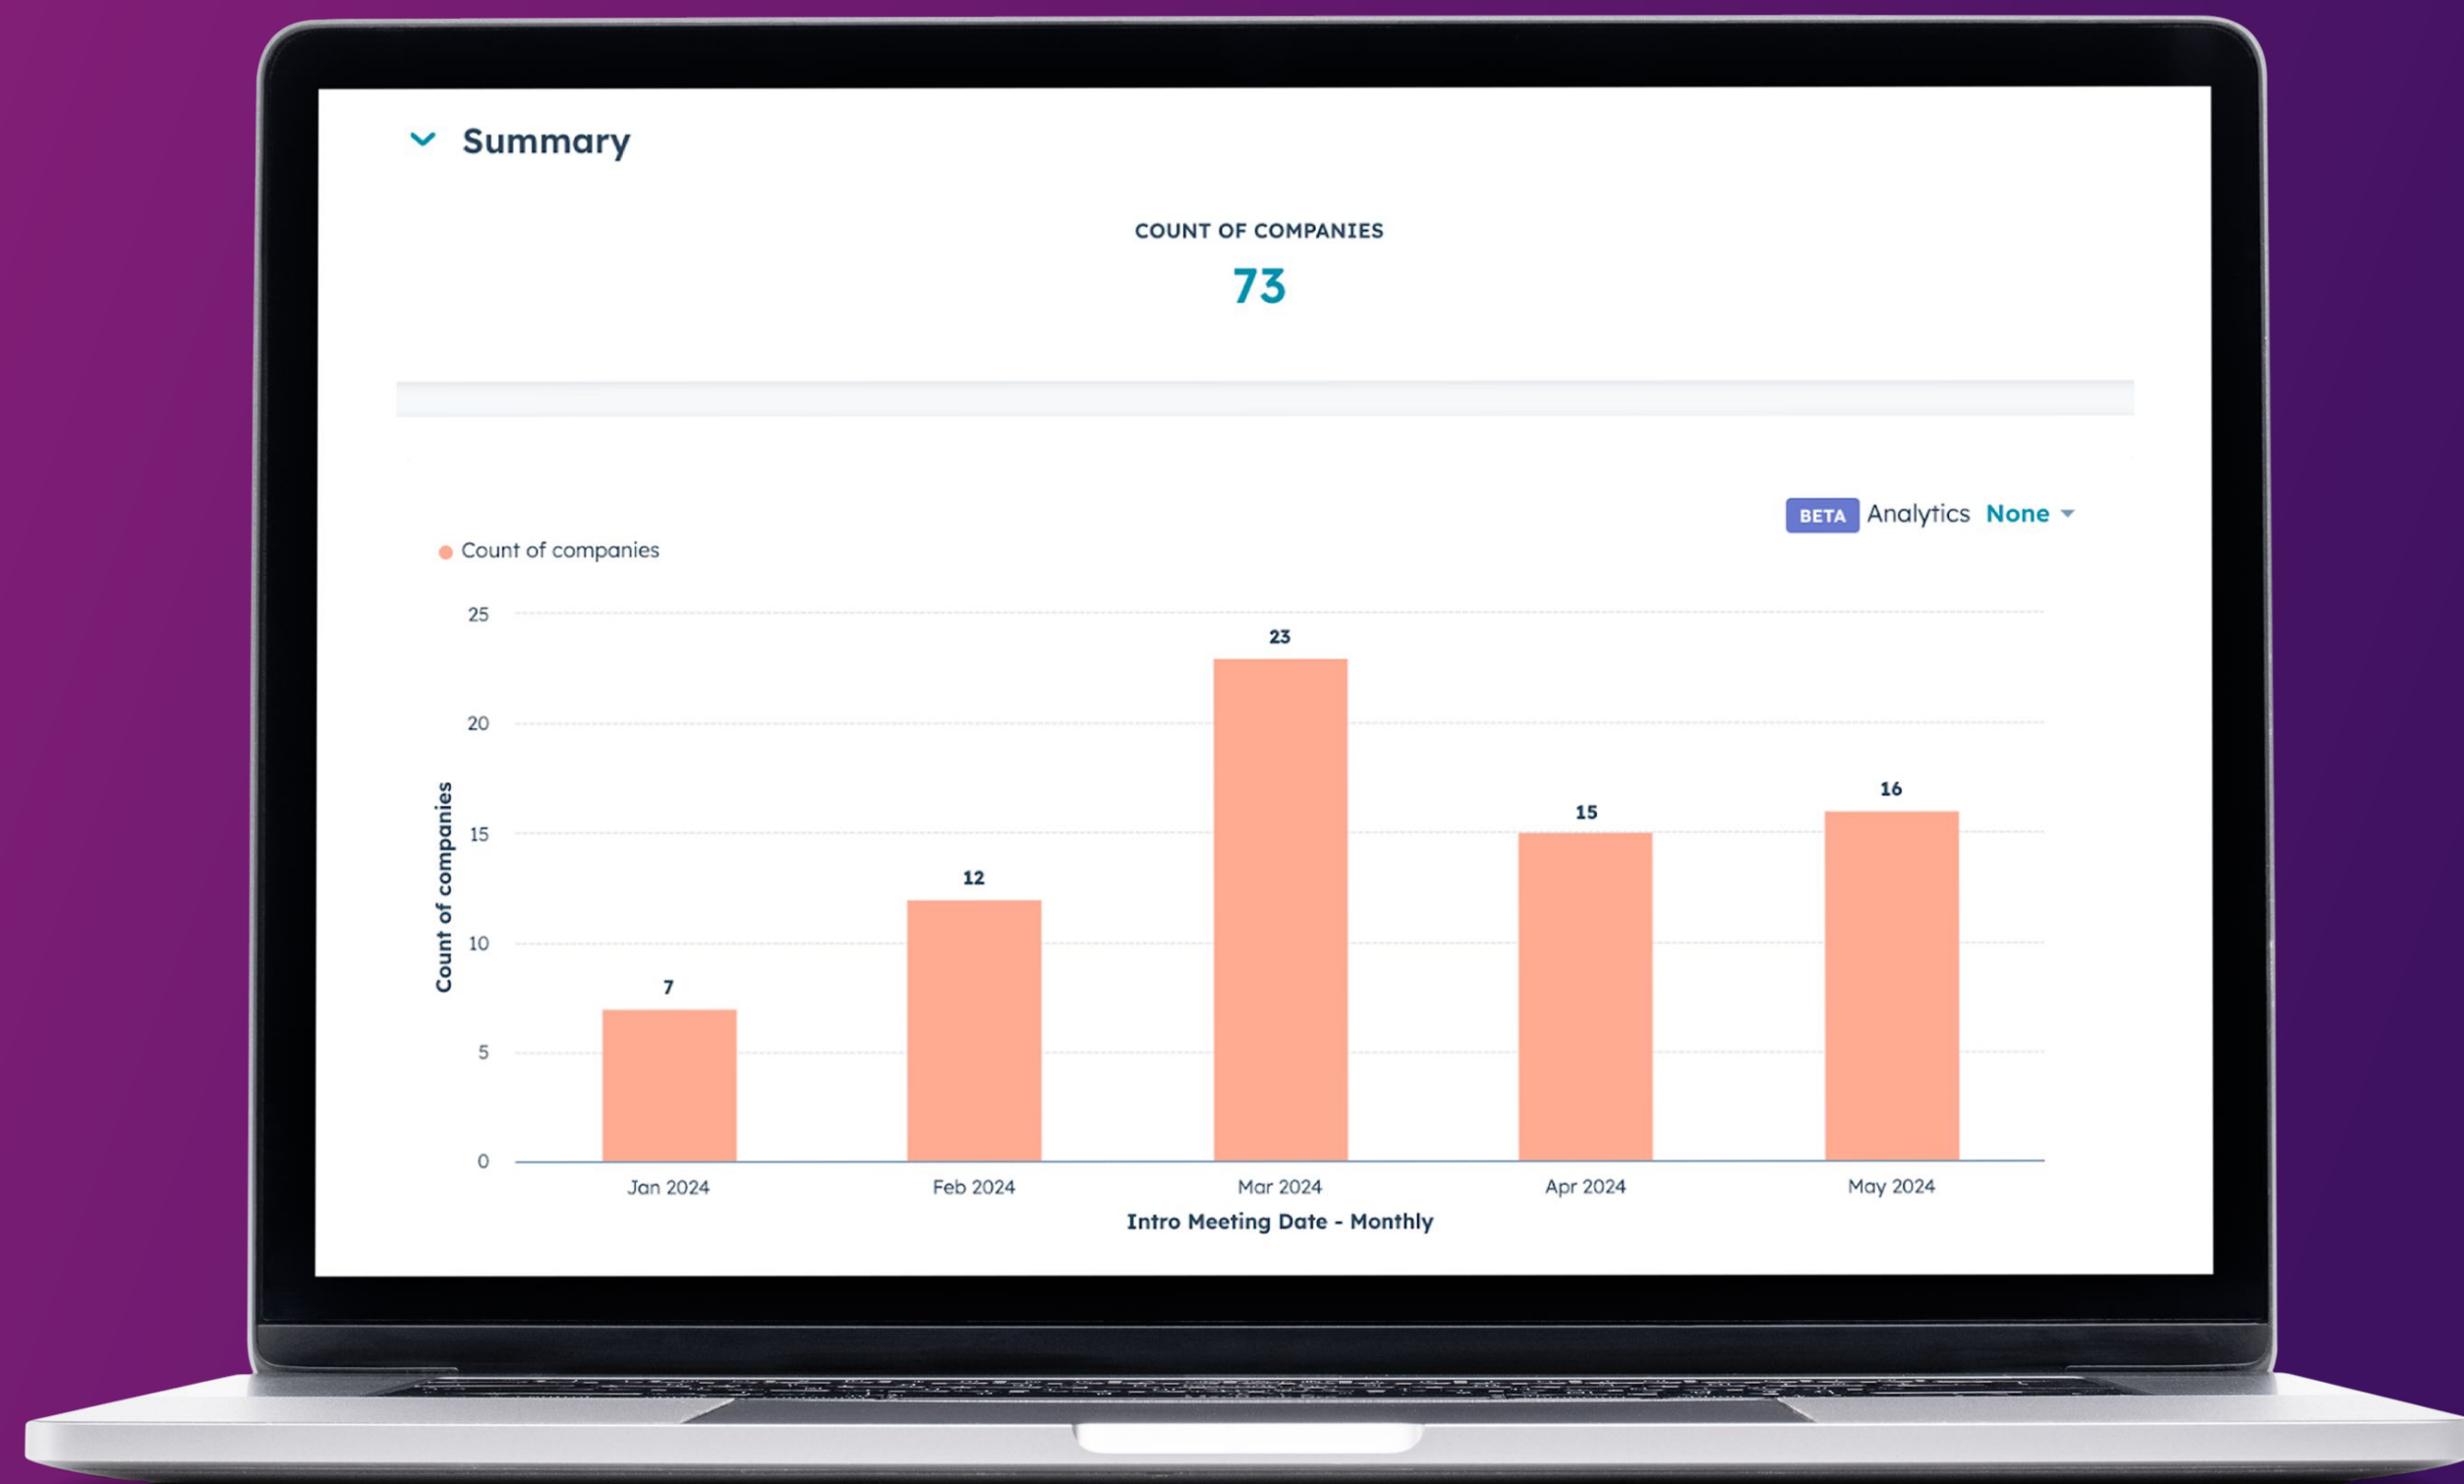 Summary
COUNT OF COMPANIES
73
BETA Analytics None
Count of companies
25
20
15
10
5
0
Count of companies
7
12
23
15
16
Jan 2024 Feb 2024 Mar 2024 Apr 2024 May 2024
Intro Meeting Date - Monthly